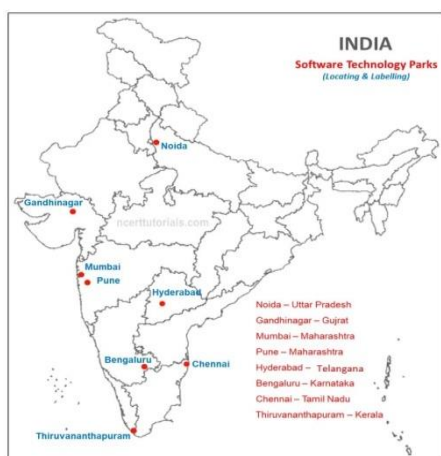 INDIA
Software Technology Parks
(Locating & Labelling)
Noida
Gandhinagar
ncerttutorials.com
Mumbai
Pune
Hyderabad
Noida – Uttar Pradesh
Gandhinagar – Gujrat
Mumbai – Maharashtra
Pune – Maharashtra
Hyderabad – Telangana
Bengaluru – Karnataka
Chennai – Tamil Nadu
Thiruvananthapuram – Kerala
Bengaluru
Chennai
Thiruvananthapuram